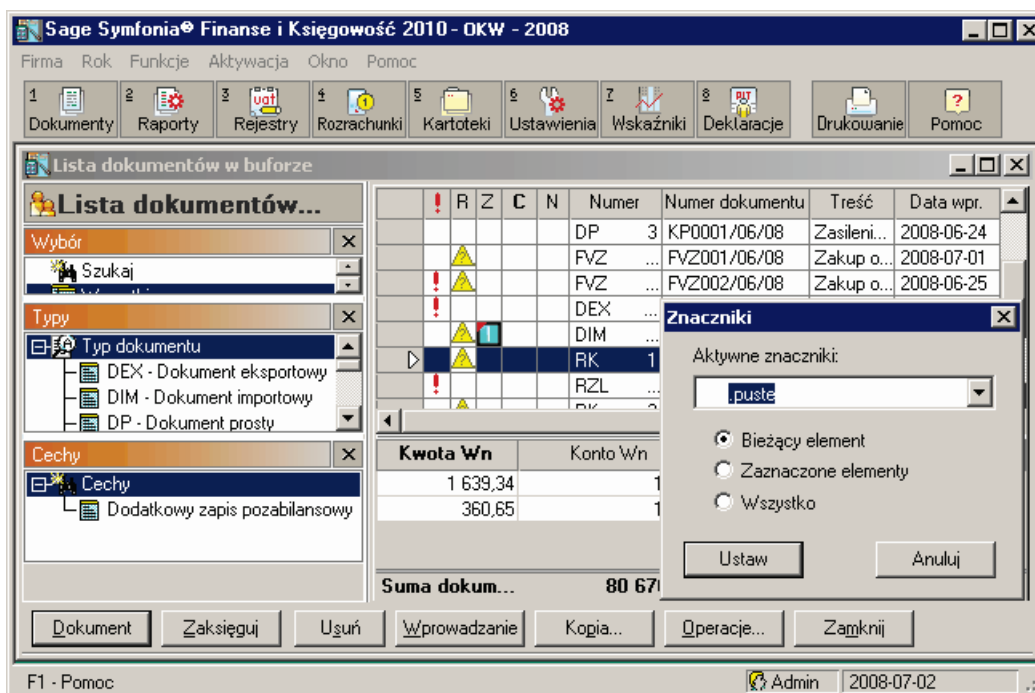 Sage Symfonia® Finanse i Księgowość 2010 - OKW - 2008
Firma Rok Funkcje Aktywacja Okno Pomoc
1 2 3 4 5 6 7 8
Dokumenty Raporty Rejestry Rozrachunki Kartoteki Ustawienia Wskaźniki Deklaracje Drukowanie Pomoc
Lista dokumentów w buforze
Lista dokumentów...
Wybór
Szukaj
Typy
Typ dokumentu
DEX - Dokument eksportowy
DIM - Dokument importowy
DP - Dokument prosty
Cechy
Cechy
Dodatkowy zapis pozabilansowy
! R Z C N Numer Numer dokumentu Treść Data wpr.
DP 3 KP0001/06/08 Zasileni... 2008-06-24
FVZ ... FVZ001/06/08 Zakup o... 2008-07-01
FVZ ... FVZ002/06/08 Zakup o... 2008-06-25
DEX ...
1 DIM ...
RK 1
RZL ...
RK 2
Kwota Wn Konto Wn
1 639,34 1
360,65 1
Suma dokum... 80 67
Znaczniki
Aktywne znaczniki:
.puste
Bieżący element
Zaznaczone elementy
Wszystko
Ustaw Anuluj
Dokument Zaksięguj Usuń Wprowadzanie Kopia... Operacje... Zamknij
F1 - Pomoc Admin 2008-07-02